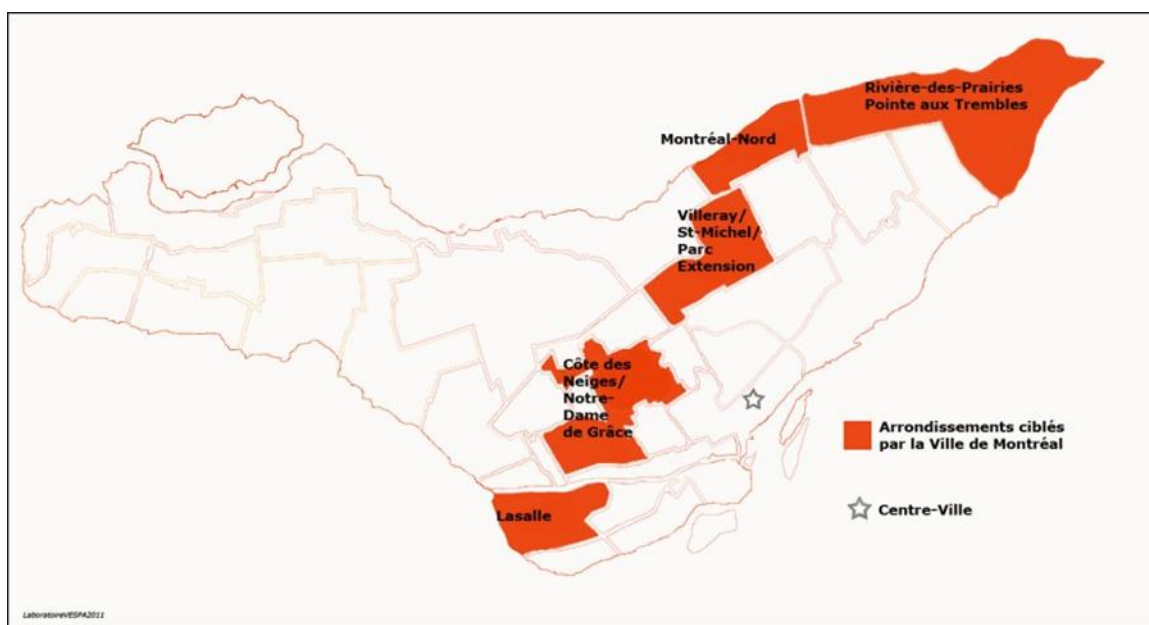 Rivière-des-Prairies
Pointe aux Trembles
Montréal-Nord
Villeray/
St-Michel/
Parc
Extension
Côte des
Neiges/
Notre-
Dame
de Grâce
Arrondissements ciblés
par la Ville de Montréal
Centre-Ville
Lasalle
LaboratoireVESPA2011